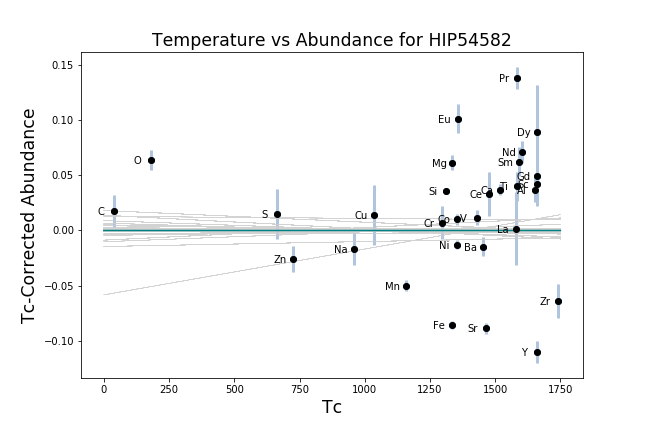 Temperature vs Abundance for HIP54582
Tc-Corrected Abundance
0.15
0.10
0.05
0.00
−0.05
−0.10
Pr
Eu
Dy
Nd
O
Mg
Sm
Gd
Si
Ca
Ti
Sc
Al
Ce
C
S
Cu
Cr
Co
V
La
Ni
Ba
Na
Zn
Mn
Zr
Fe
Sr
Y
0
250
500
750
1000
1250
1500
1750
Tc